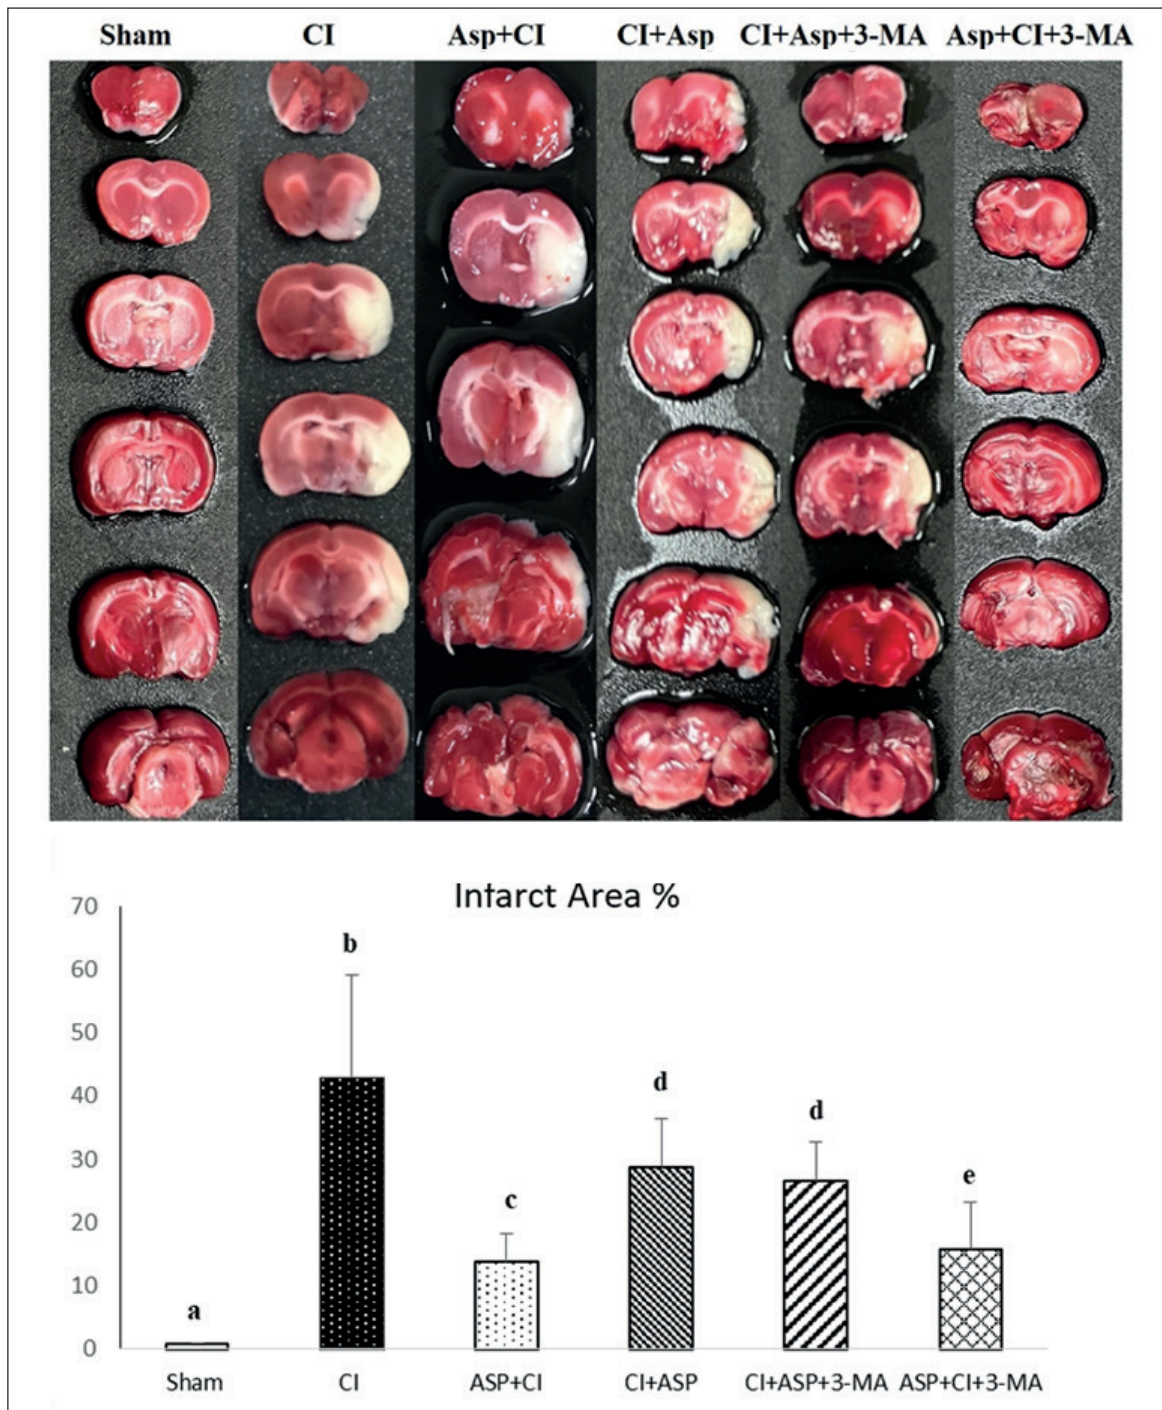 Sham CI Asp+CI CI+Asp CI+Asp+3-MA Asp+CI+3-MA
Infarct Area %
70
60
50
40
30
20
10
0
a
b
c
d
d
e
Sham CI ASP+CI CI+ASP CI+ASP+3-MA ASP+CI+3-MA